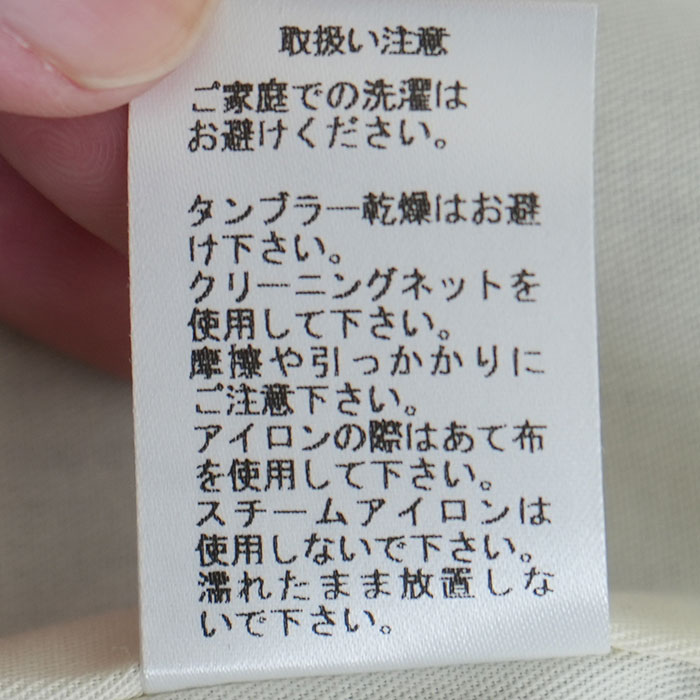 取扱い注意
ご家庭での洗濯は
お避けください。
タンブラー乾燥はお避
け下さい。
クリーニングネットを
使用して下さい。
摩擦や引っかかりに
ご注意下さい。
アイロンの際はあて布
を使用して下さい。
スチームアイロンは
使用しないで下さい。
濡れたまま放置しな
いで下さい。